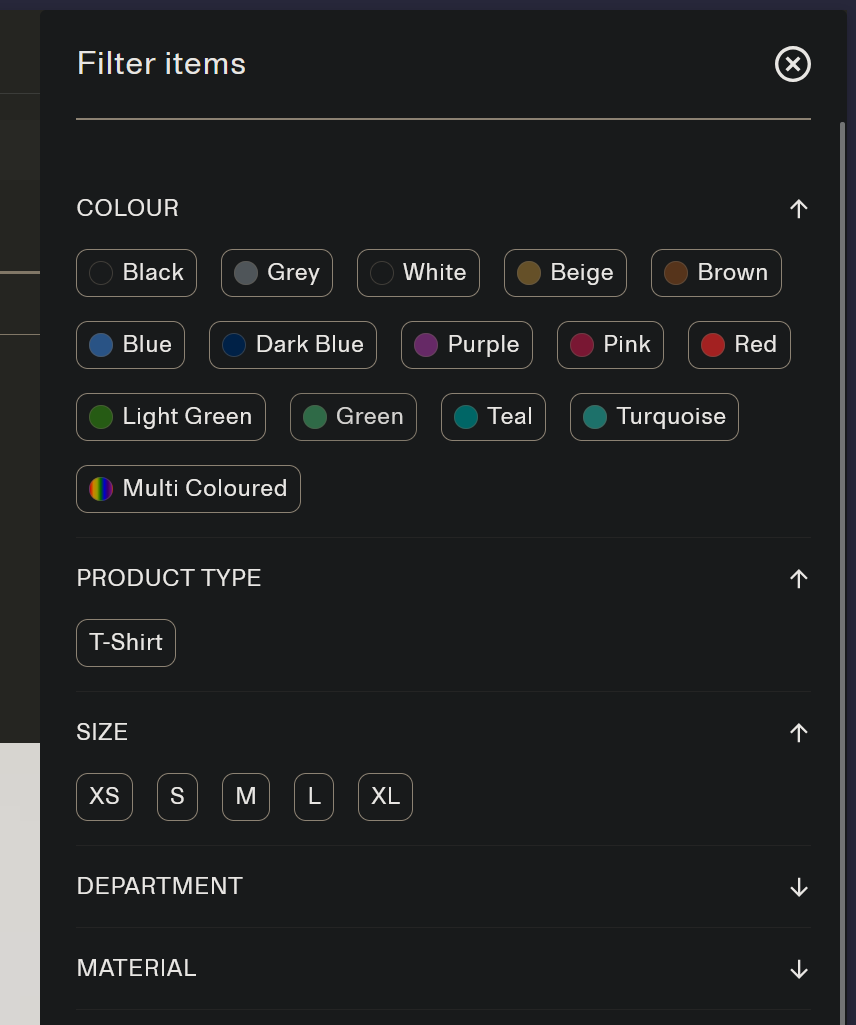 Filter items
COLOUR
Black Grey White Beige Brown
Blue Dark Blue Purple Pink Red
Light Green Green Teal Turquoise
Multi Coloured
PRODUCT TYPE
T-Shirt
SIZE
XS S M L XL
DEPARTMENT
MATERIAL